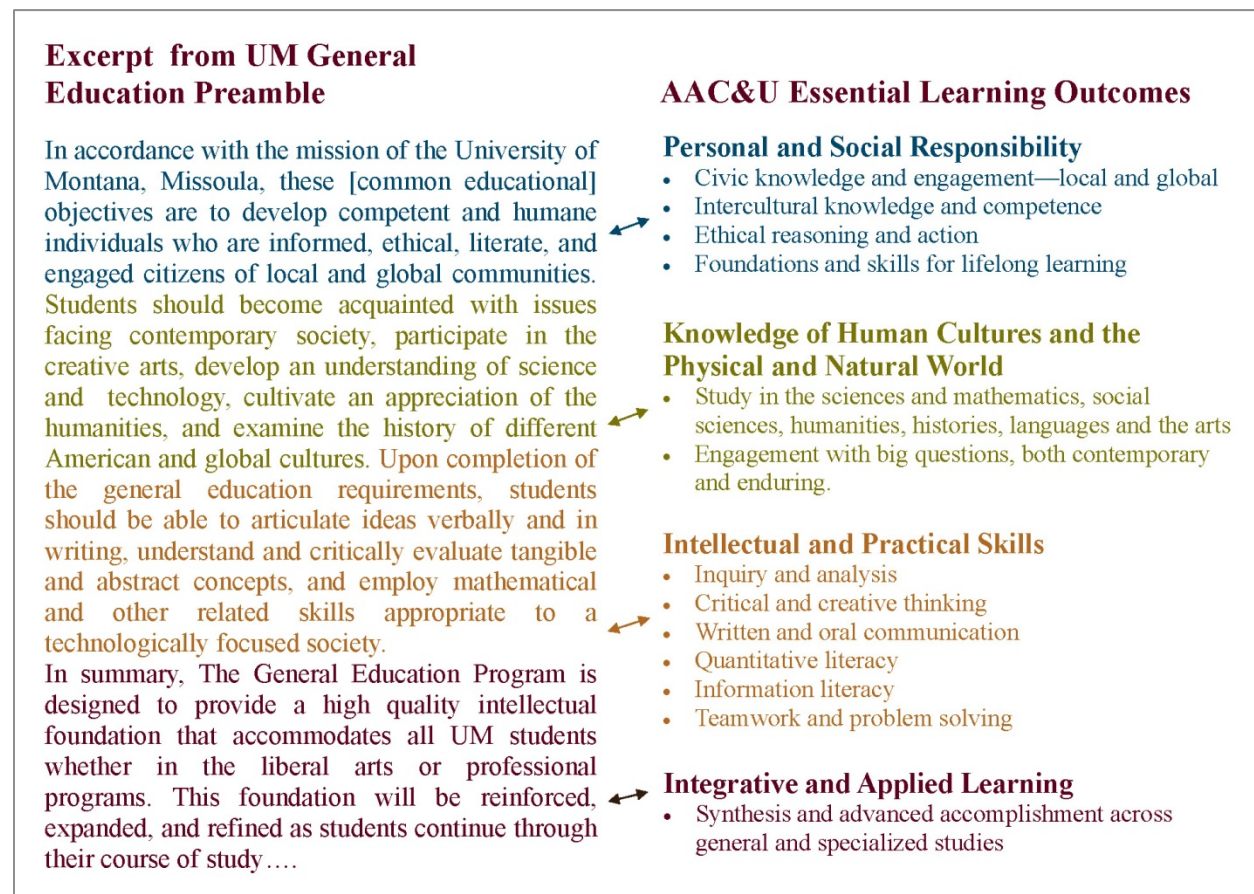 Excerpt from UM General
Education Preamble
In accordance with the mission of the University of
Montana, Missoula, these [common educational]
objectives are to develop competent and humane
individuals who are informed, ethical, literate, and
engaged citizens of local and global communities.
Students should become acquainted with issues
facing contemporary society, participate in the
creative arts, develop an understanding of science
and technology, cultivate an appreciation of the
humanities, and examine the history of different
American and global cultures. Upon completion of
the general education requirements, students
should be able to articulate ideas verbally and in
writing, understand and critically evaluate tangible
and abstract concepts, and employ mathematical
and other related skills appropriate to a
technologically focused society.
In summary, The General Education Program is
designed to provide a high quality intellectual
foundation that accommodates all UM students
whether in the liberal arts or professional
programs. This foundation will be reinforced,
expanded, and refined as students continue through
their course of study….
AAC&U Essential Learning Outcomes
Personal and Social Responsibility
• Civic knowledge and engagement—local and global
• Intercultural knowledge and competence
• Ethical reasoning and action
• Foundations and skills for lifelong learning
Knowledge of Human Cultures and the
Physical and Natural World
• Study in the sciences and mathematics, social
sciences, humanities, histories, languages and the arts
• Engagement with big questions, both contemporary
and enduring.
Intellectual and Practical Skills
• Inquiry and analysis
• Critical and creative thinking
• Written and oral communication
• Quantitative literacy
• Information literacy
• Teamwork and problem solving
Integrative and Applied Learning
• Synthesis and advanced accomplishment across
general and specialized studies